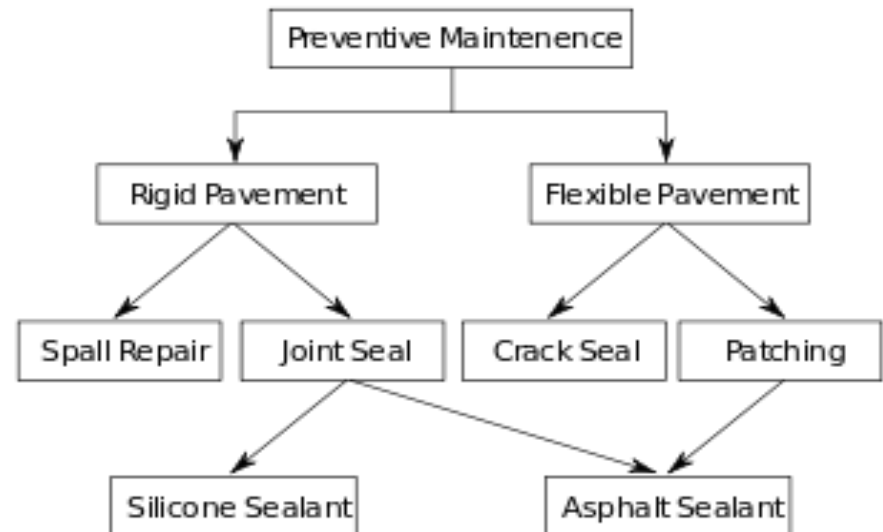 Preventive Maintenence
Rigid Pavement
Flexible Pavement
Spall Repair
Joint Seal
Crack Seal
Patching
Silicone Sealant
Asphalt Sealant